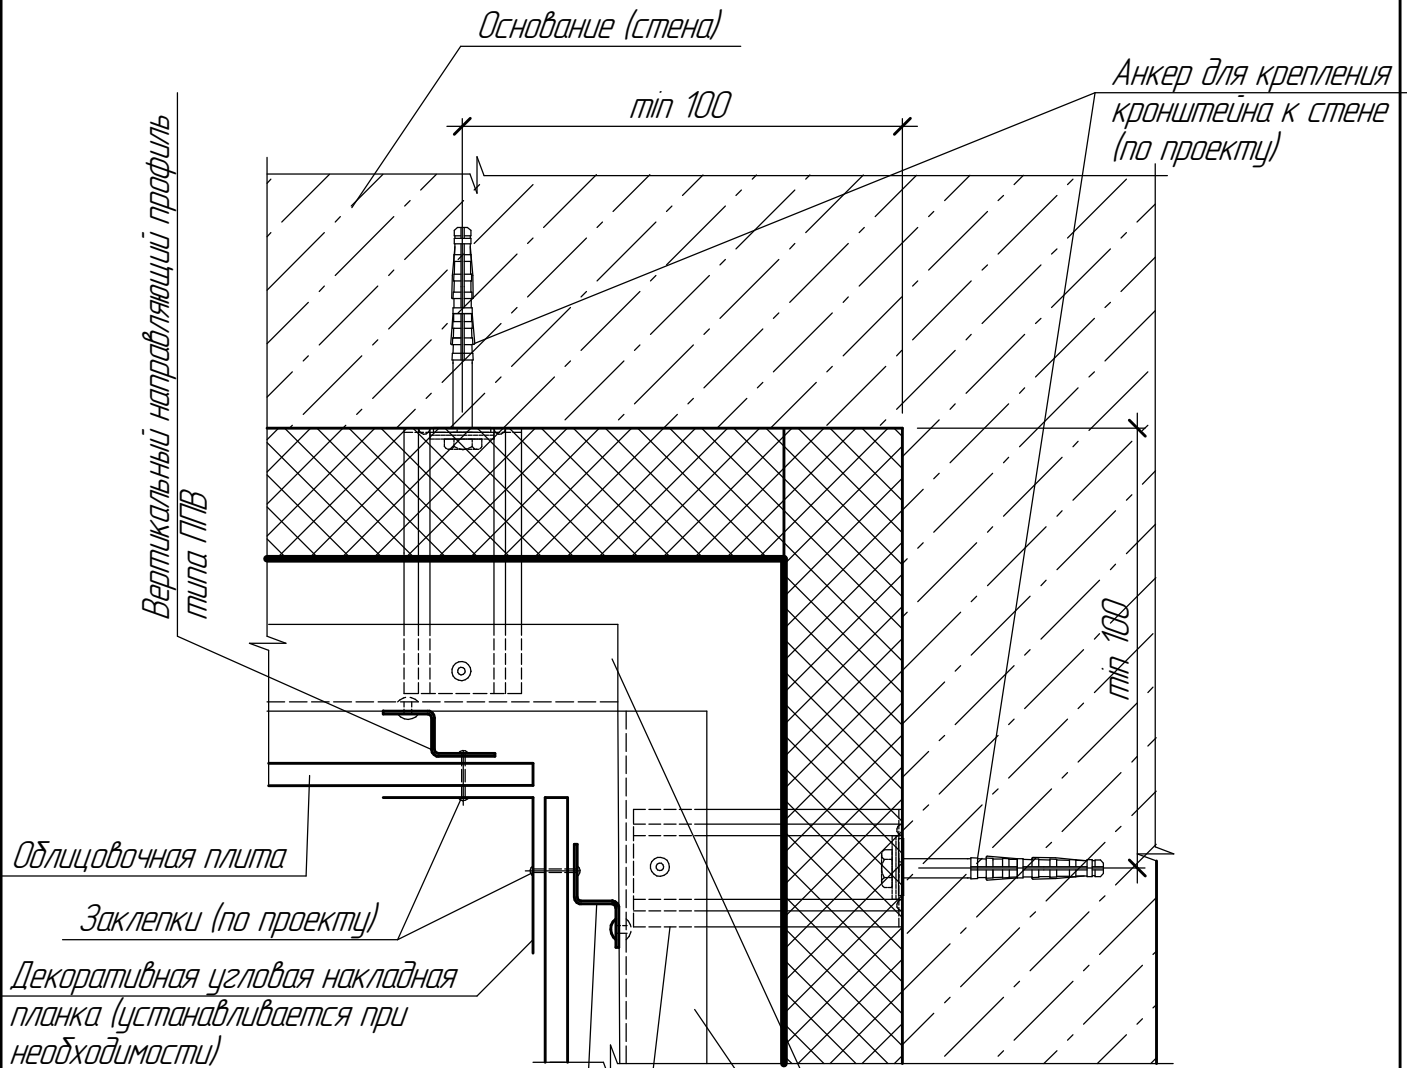 Основание (стена)
Анкер для крепления
кронштейна к стене
(по проекту)
min 100
Вертикальный направляющий профиль
типа ППВ
min 100
Облицовочная плита
Заклепки (по проекту)
Декоративная угловая накладная
планка (устанавливается при
необходимости)